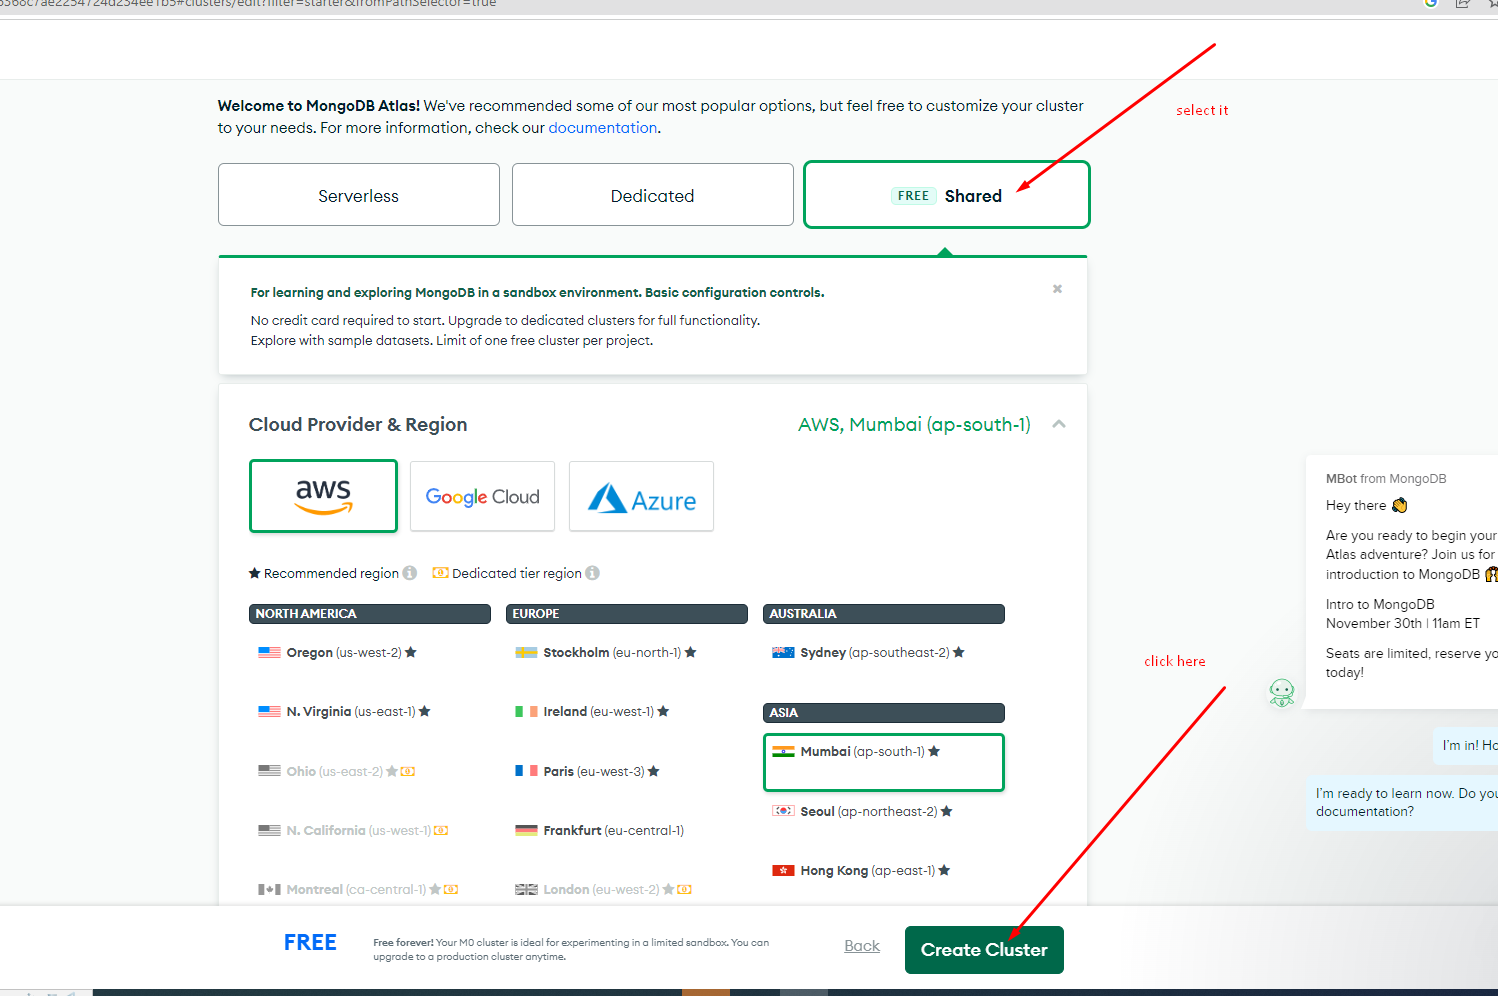 6368c7ae2254724d234ee1b5#clusters/edit?filter=starter&fromPathSelector=true
Welcome to MongoDB Atlas! We've recommended some of our most popular options, but feel free to customize your cluster
to your needs. For more information, check our documentation.
select it
Serverless
Dedicated
FREE Shared
For learning and exploring MongoDB in a sandbox environment. Basic configuration controls.
No credit card required to start. Upgrade to dedicated clusters for full functionality.
Explore with sample datasets. Limit of one free cluster per project.
Cloud Provider & Region
AWS, Mumbai (ap-south-1)
aws
Google Cloud
Azure
Recommended region
Dedicated tier region
NORTH AMERICA
Oregon (us-west-2)
N. Virginia (us-east-1)
Ohio (us-east-2)
N. California (us-west-1)
Montreal (ca-central-1)
EUROPE
Stockholm (eu-north-1)
Ireland (eu-west-1)
Paris (eu-west-3)
Frankfurt (eu-central-1)
London (eu-west-2)
AUSTRALIA
Sydney (ap-southeast-2)
ASIA
Mumbai (ap-south-1)
Seoul (ap-northeast-2)
Hong Kong (ap-east-1)
click here
MBot from MongoDB
Hey there
Are you ready to begin your
Atlas adventure? Join us for
introduction to MongoDB
Intro to MongoDB
November 30th | 11am ET
Seats are limited, reserve yo
today!
I'm in! Ho
I'm ready to learn now. Do you
documentation?
FREE
Free forever! Your M0 cluster is ideal for experimenting in a limited sandbox. You can
upgrade to a production cluster anytime.
Back
Create Cluster